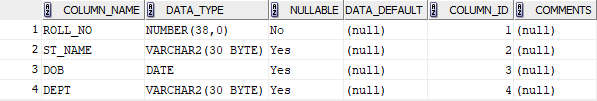 COLUMN_NAME DATA_TYPE NULLABLE DATA_DEFAULT COLUMN_ID COMMENTS
1 ROLL_NO NUMBER(38,0) No (null) 1 (null)
2 ST_NAME VARCHAR2(30 BYTE) Yes (null) 2 (null)
3 DOB DATE Yes (null) 3 (null)
4 DEPT VARCHAR2(30 BYTE) Yes (null) 4 (null)